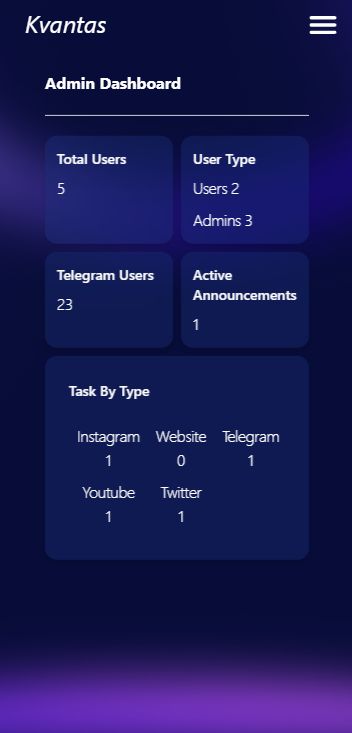 Kvantas
Admin Dashboard
Total Users
5
User Type
Users 2
Admins 3
Telegram Users
23
Active
Announcements
1
Task By Type
Instagram Website Telegram
1 0 1
Youtube Twitter
1 1